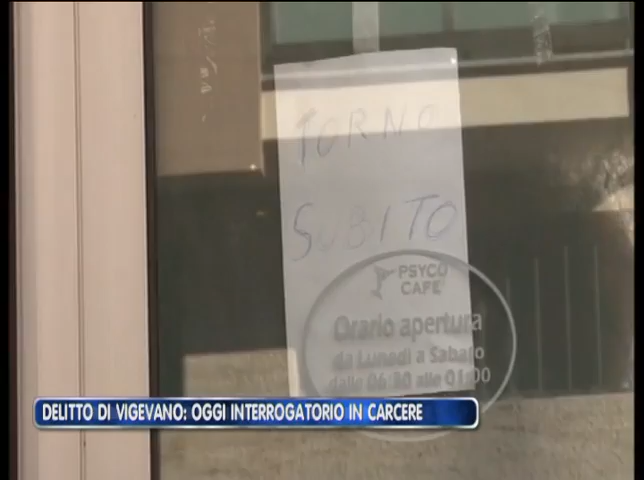 TORNO
SUBITO
PSYCO
CAFE
Orario apertura
da Lunedì a Sabato
dalle 06:30 alle 01:00
DELITTO DI VIGEVANO: OGGI INTERROGATORIO IN CARCERE